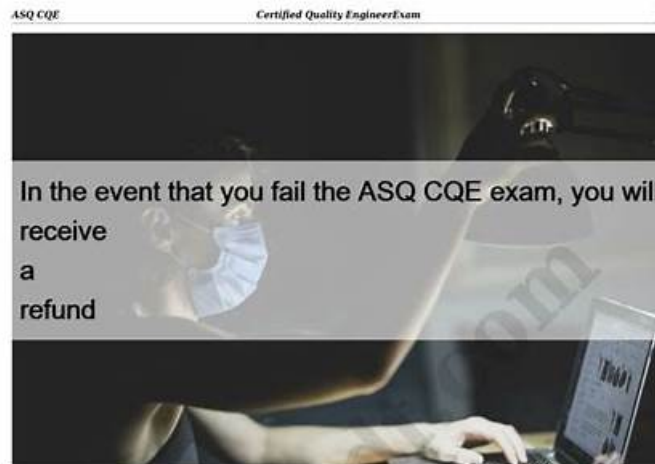 ASQ CQE Certified Quality EngineerExam
In the event that you fail the ASQ CQE exam, you wil
receive
a
refund
com